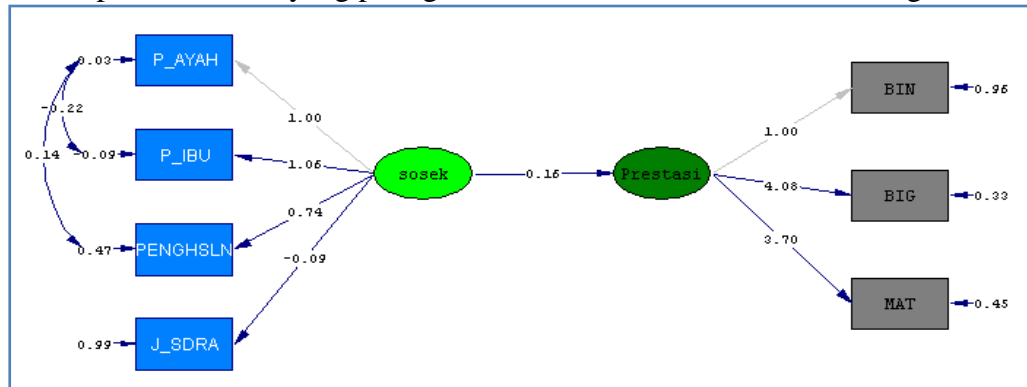 P_AYAH
P_IBU
PENGHSLN
J_SDRA
0.03
-0.22
0.14
-0.09
0.47
0.99
1.00
1.06
0.74
-0.09
sosek
0.16
Prestasi
1.00
4.08
3.70
BIN
BIG
MAT
0.96
0.33
0.45